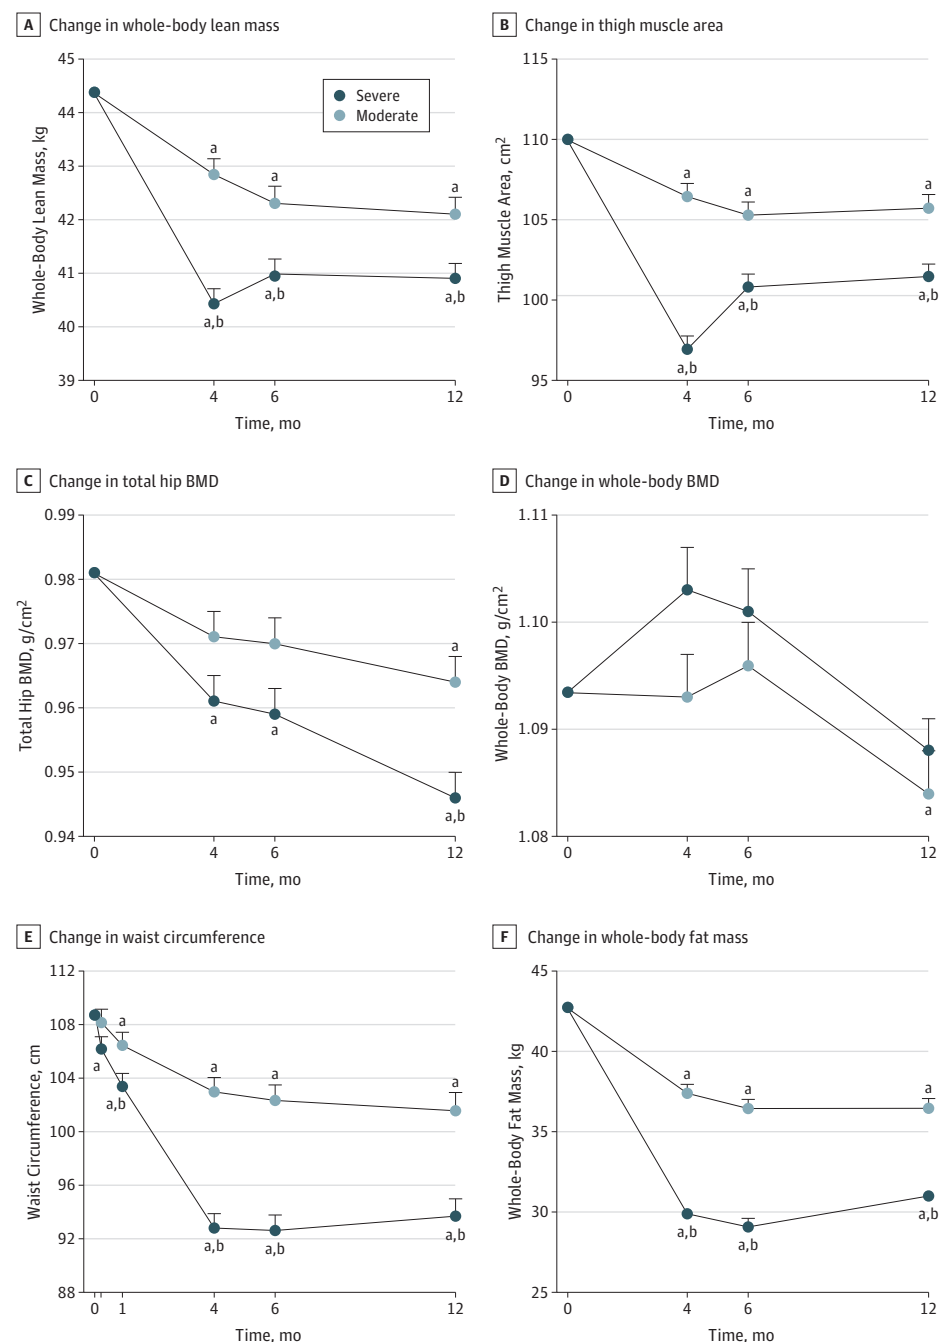 A Change in whole-body lean mass
45
44
43
42
41
40
39
Whole-Body Lean Mass, kg
Severe
Moderate
a
a
a
a,b
a,b
a,b
0 4 6 12
Time, mo
B Change in thigh muscle area
115
110
105
100
95
Thigh Muscle Area, cm2
a
a
a
a,b
a,b
a,b
0 4 6 12
Time, mo
C Change in total hip BMD
0.99
0.98
0.97
0.96
0.95
0.94
Total Hip BMD, g/cm2
a
a
a
a,b
0 4 6 12
Time, mo
D Change in whole-body BMD
1.11
1.10
1.09
1.08
Whole-Body BMD, g/cm2
a
0 4 6 12
Time, mo
E Change in waist circumference
112
108
104
100
96
92
88
Waist Circumference, cm
a
a
a
a
a
a,b
a,b
a,b
a,b
0 1 4 6 12
Time, mo
F Change in whole-body fat mass
45
40
35
30
25
Whole-Body Fat Mass, kg
a
a
a
a,b
a,b
a,b
0 4 6 12
Time, mo